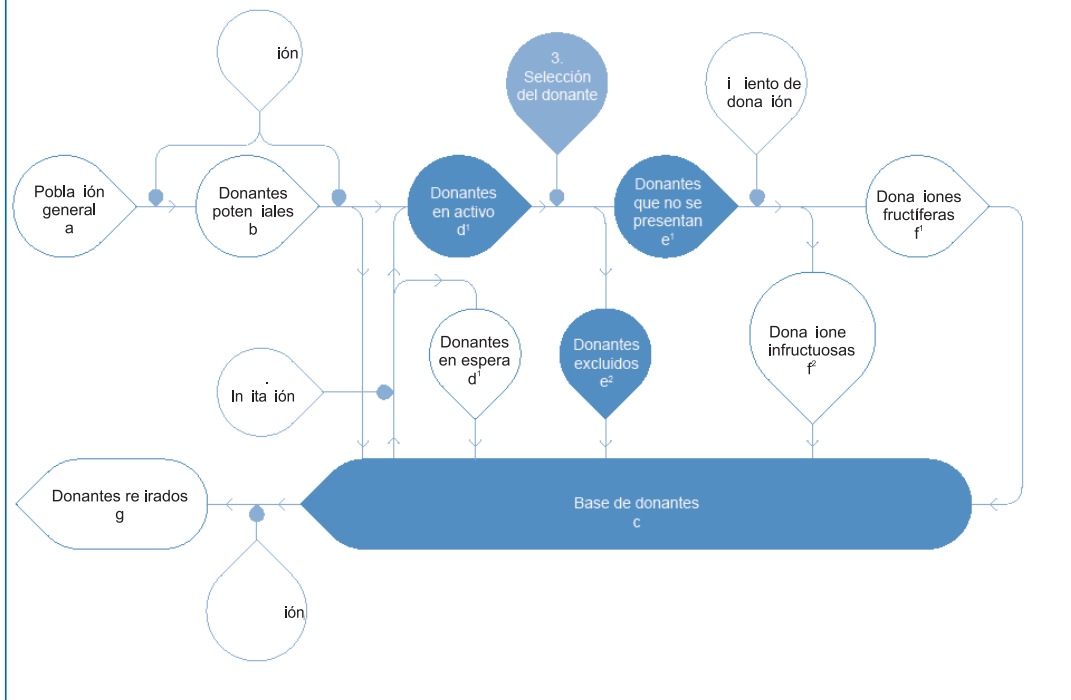 ión
3.
Selección
del donante
i iento de
dona ión
Pobla ión
general
a
Donantes
poten iales
b
Donantes
en activo
d¹
Donantes
que no se
presentan
e¹
Dona iones
fructíferas
f¹
Donantes
en espera
d¹
Donantes
excluidos
e²
Dona ione
infructuosas
f²
.
In ita ión
Donantes re irados
g
Base de donantes
c
ión